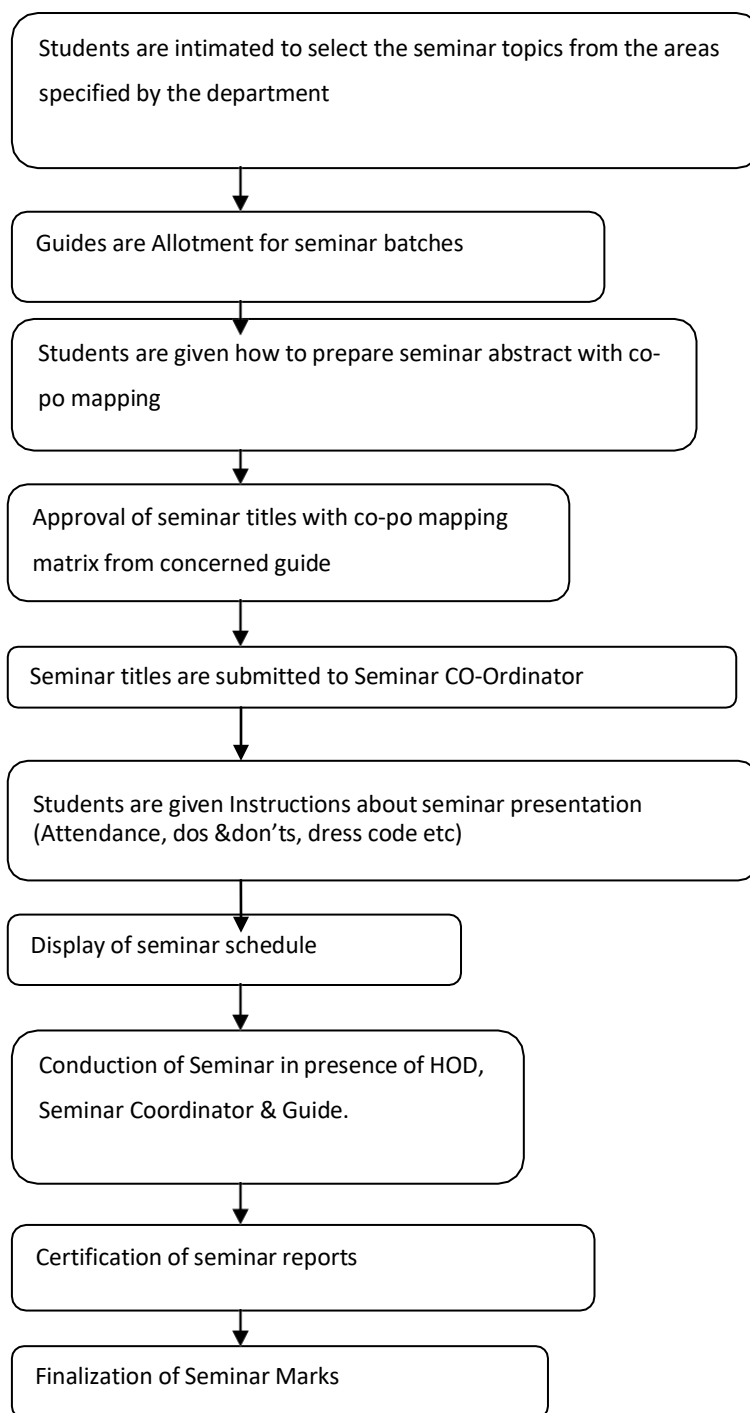 Students are intimated to select the seminar topics from the areas
specified by the department
Guides are Allotment for seminar batches
Students are given how to prepare seminar abstract with co-
po mapping
Approval of seminar titles with co-po mapping
matrix from concerned guide
Seminar titles are submitted to Seminar CO-Ordinator
Students are given Instructions about seminar presentation
(Attendance, dos &don’ts, dress code etc)
Display of seminar schedule
Conduction of Seminar in presence of HOD,
Seminar Coordinator & Guide.
Certification of seminar reports
Finalization of Seminar Marks